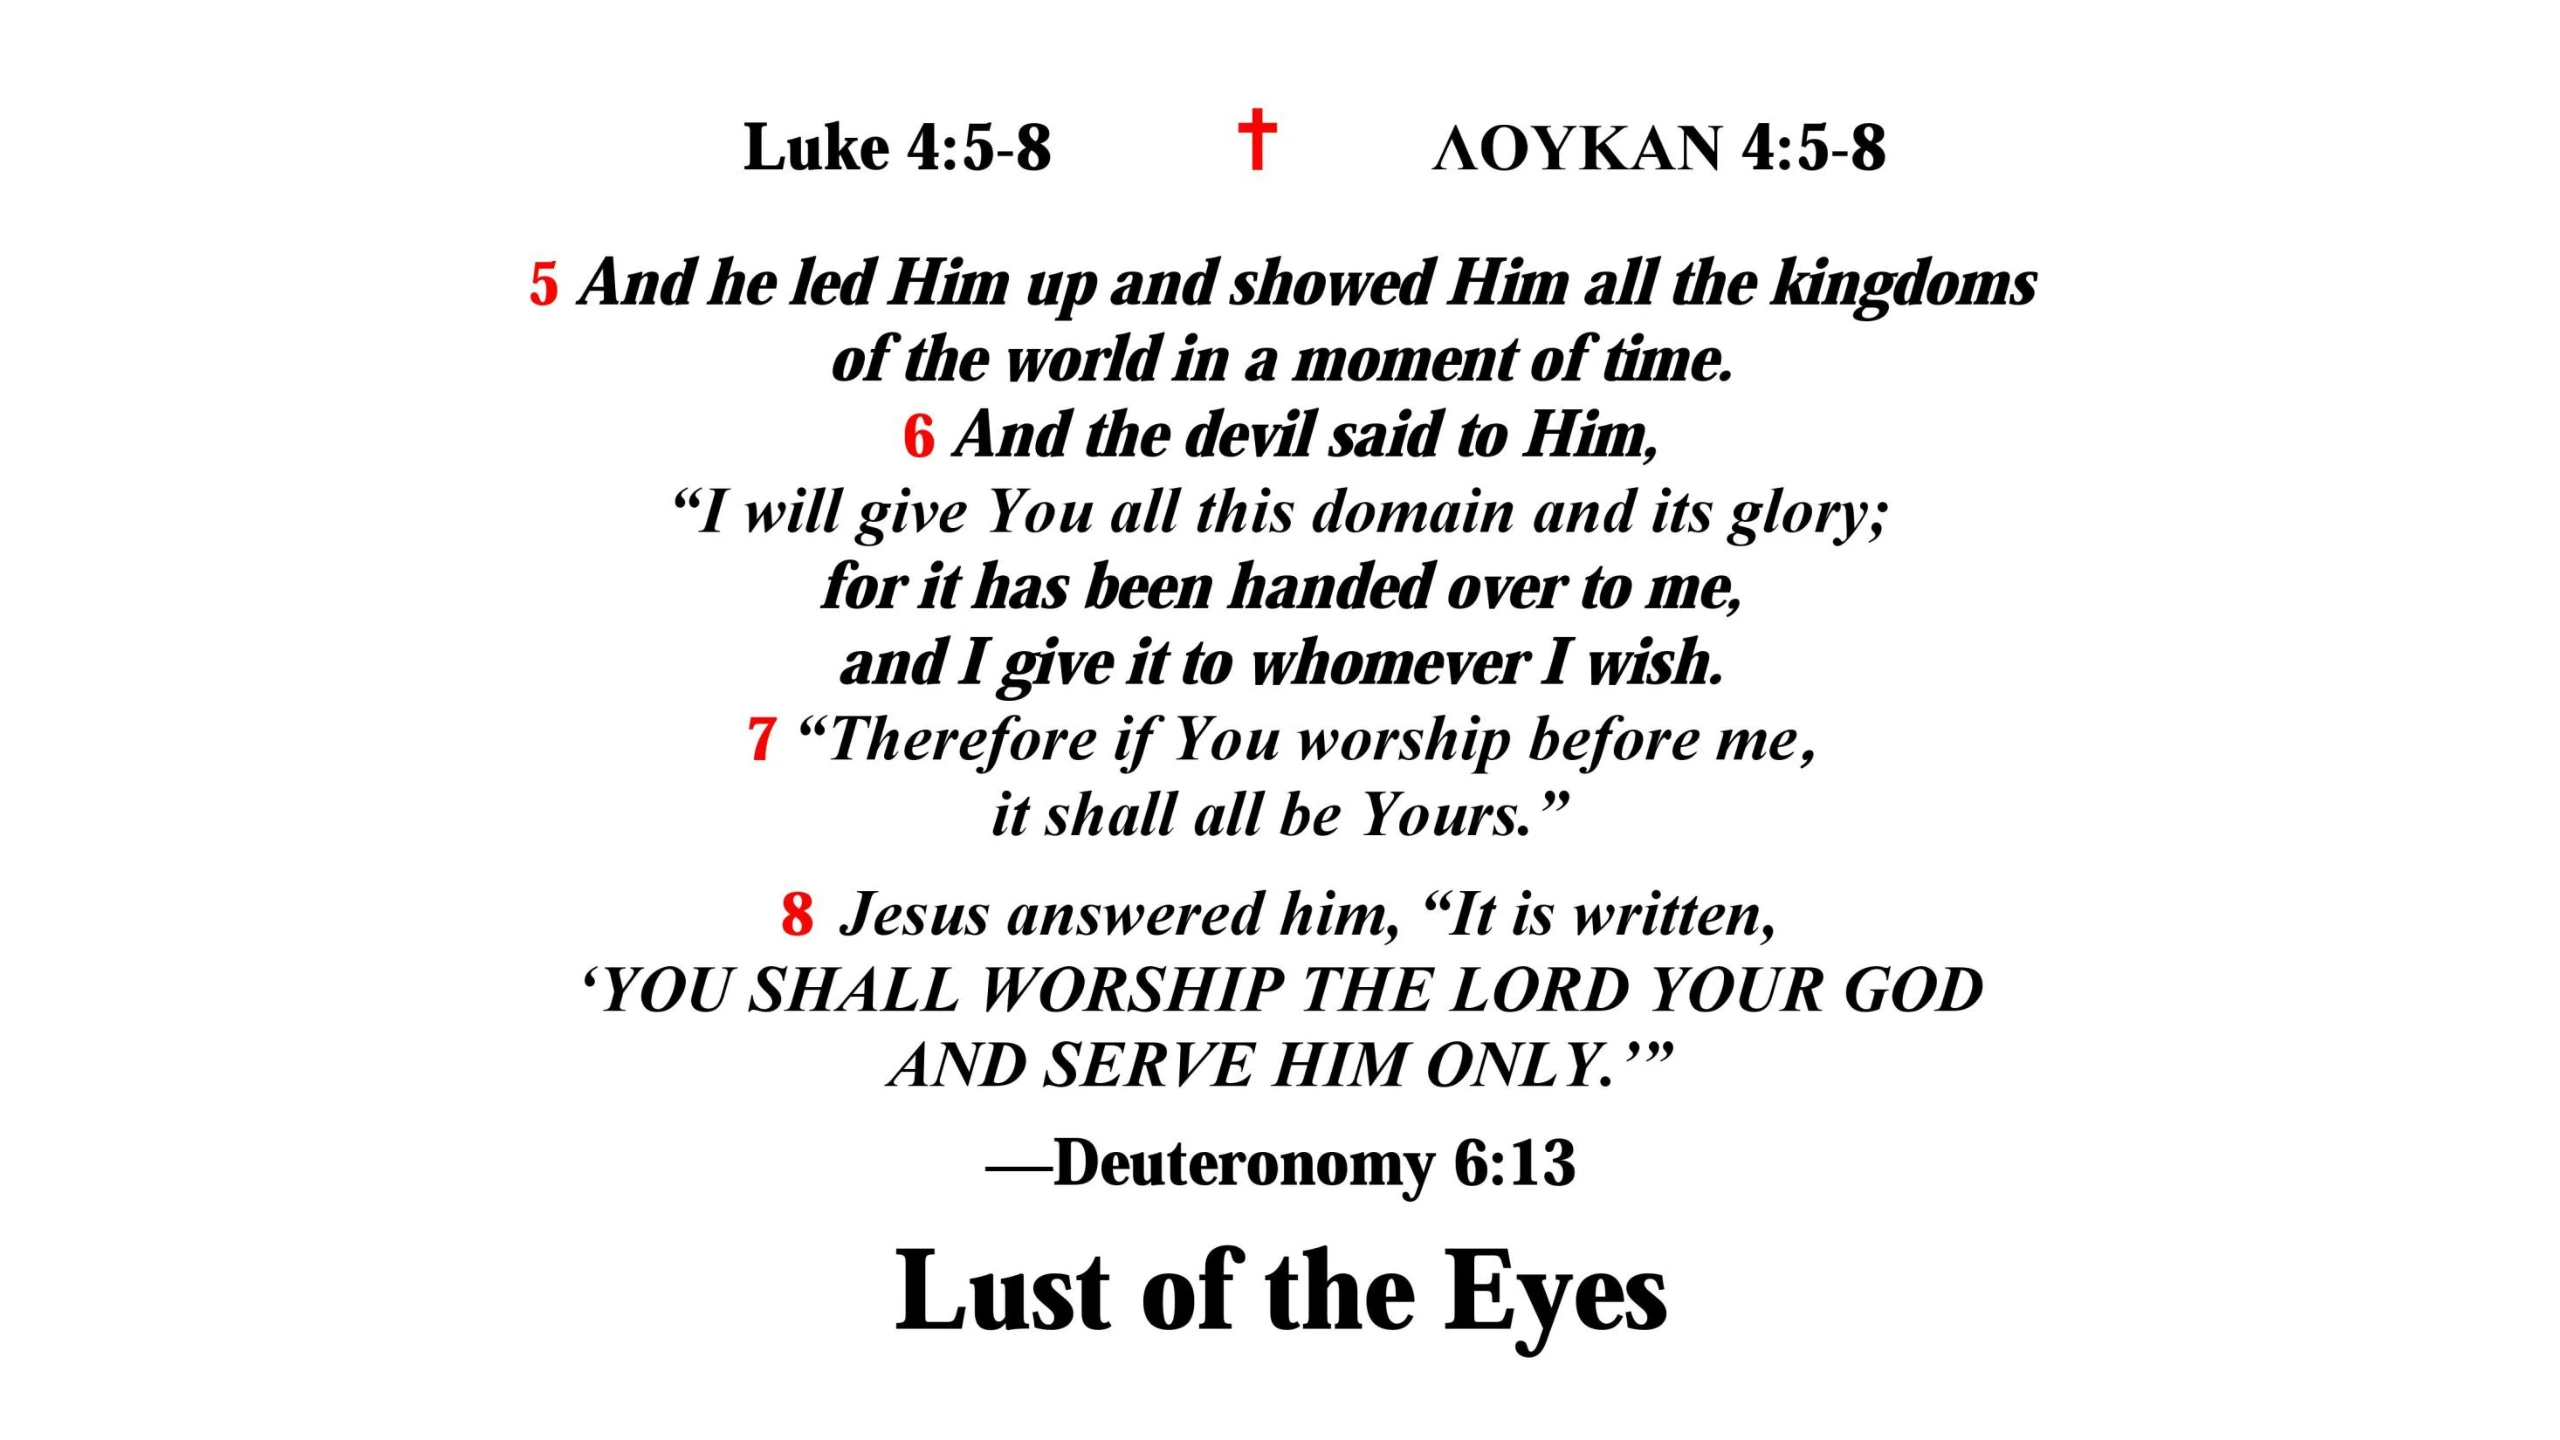 Luke 4:5-8 ✝ ΛΟΥΚΑΝ 4:5-8
5 And he led Him up and showed Him all the kingdoms
of the world in a moment of time.
6 And the devil said to Him,
“I will give You all this domain and its glory;
for it has been handed over to me,
and I give it to whomever I wish.
7 “Therefore if You worship before me,
it shall all be Yours.”
8 Jesus answered him, “It is written,
‘YOU SHALL WORSHIP THE LORD YOUR GOD
AND SERVE HIM ONLY.’”
—Deuteronomy 6:13
Lust of the Eyes